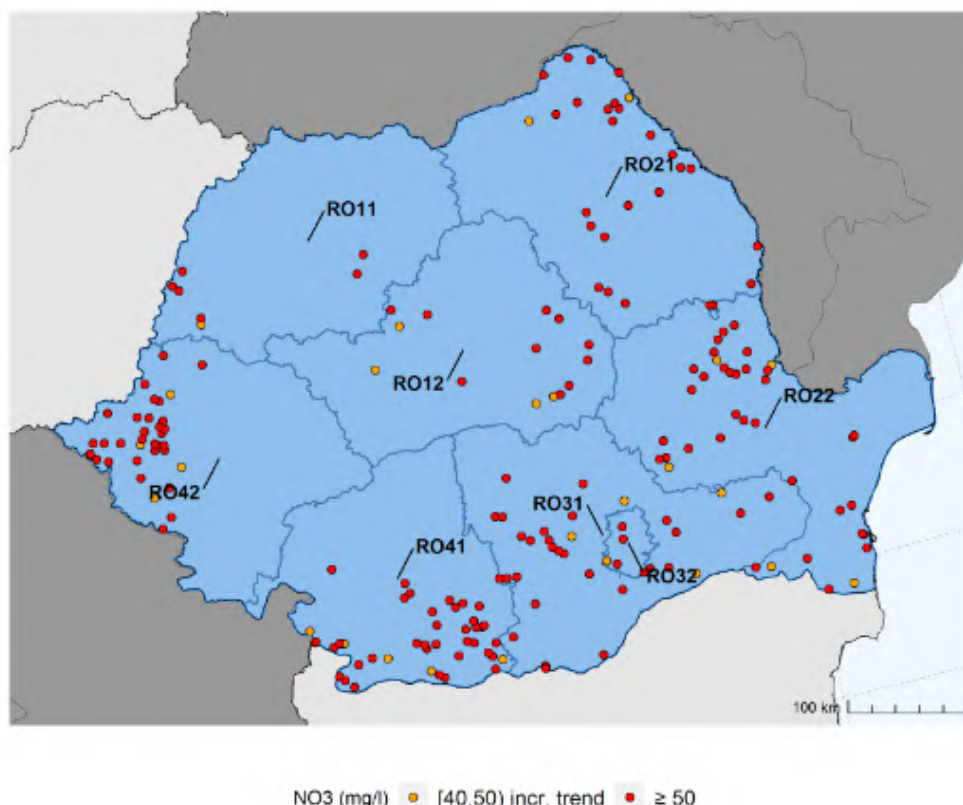 RO21
RO11
RO12
RO22
RO42
RO31
RO41
RO32
100 km
NO3 (mg/l) [40,50) incr. trend ≥ 50